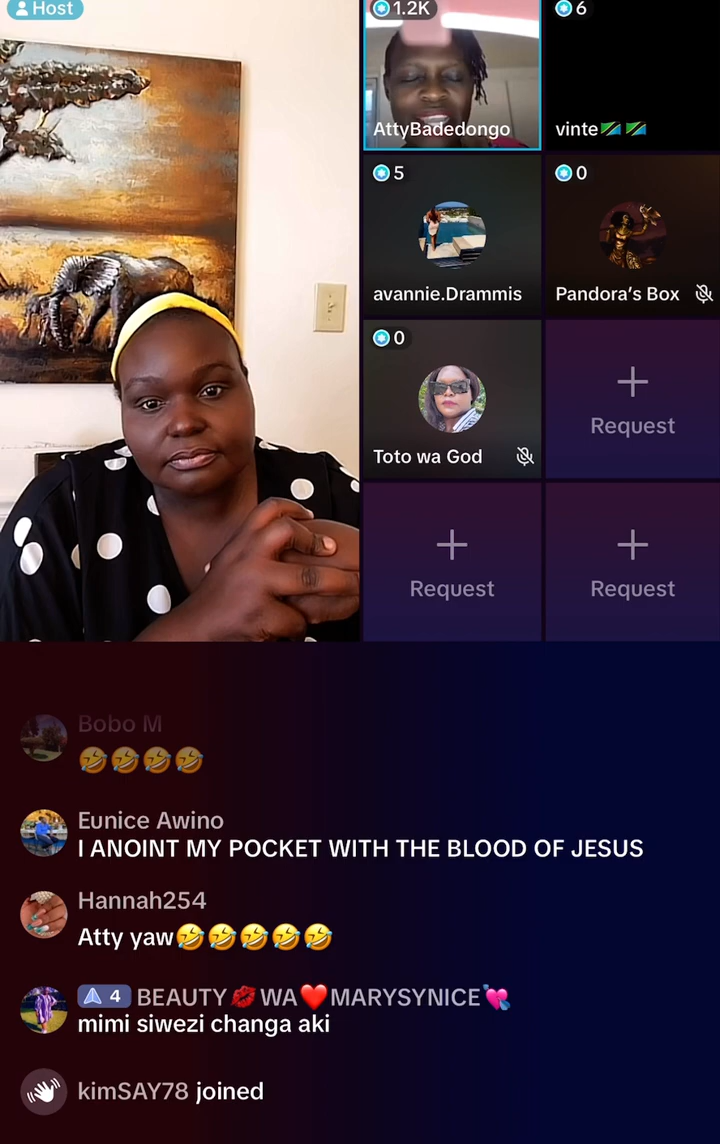 Host
1.2K
AttyBadedongo
6
vinte🇹🇿🇹🇿
5
avannie.Drammis
0
Pandora's Box
0
Toto wa God
Request
Request
Request
Bobo M
🤣🤣🤣🤣
Eunice Awino
I ANOINT MY POCKET WITH THE BLOOD OF JESUS
Hannah254
Atty yaw🤣🤣🤣🤣🤣
4 BEAUTY💋WA❤️MARYSYNICE💘
mimi siwezi changa aki
kimSAY78 joined